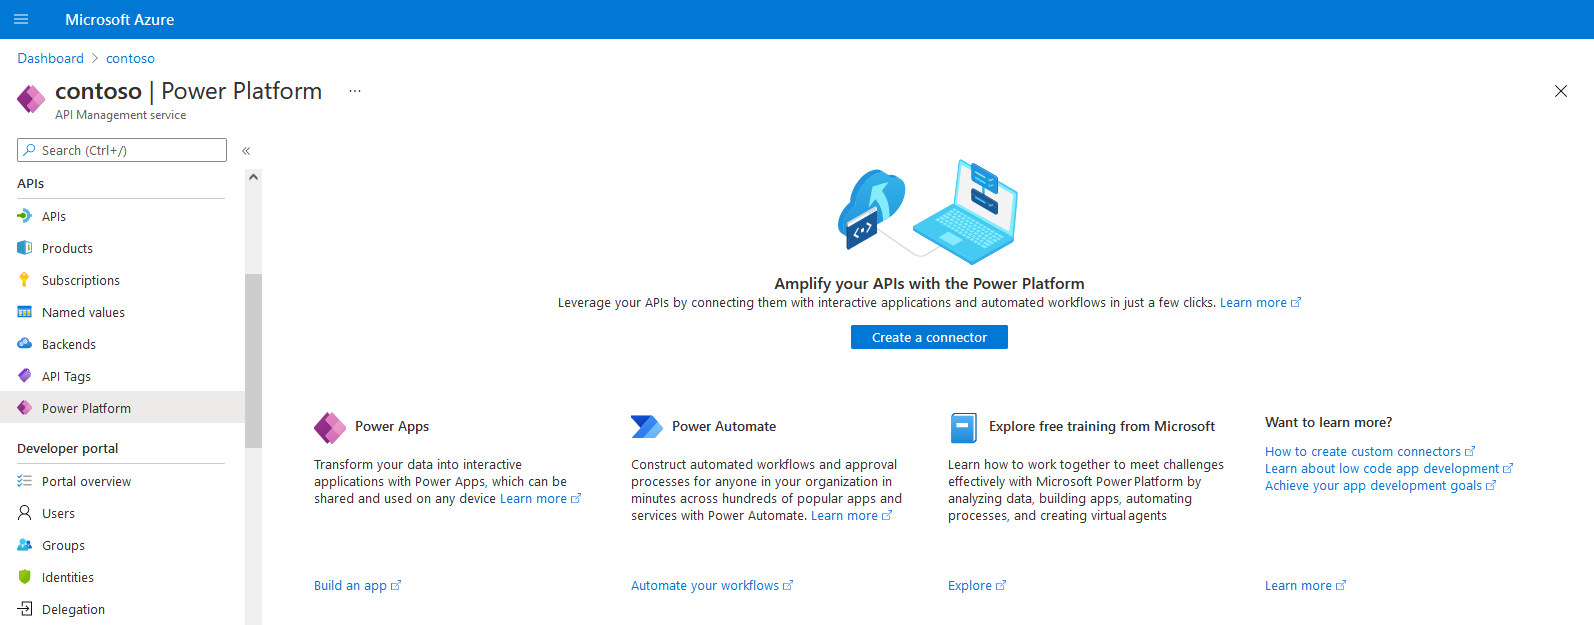 Microsoft Azure
Dashboard > contoso
contoso | Power Platform ...
API Management service
Search (Ctrl+/) «
APIs
APIs
Products
Subscriptions
Named values
Backends
API Tags
Power Platform
Developer portal
Portal overview
Users
Groups
Identities
Delegation
Amplify your APIs with the Power Platform
Leverage your APIs by connecting them with interactive applications and automated workflows in just a few clicks. Learn more
Create a connector
Power Apps
Transform your data into interactive
applications with Power Apps, which can be
shared and used on any device Learn more
Build an app
Power Automate
Construct automated workflows and approval
processes for anyone in your organization in
minutes across hundreds of popular apps and
services with Power Automate. Learn more
Automate your workflows
Explore free training from Microsoft
Learn how to work together to meet challenges
effectively with Microsoft Power Platform by
analyzing data, building apps, automating
processes, and creating virtual agents
Explore
Want to learn more?
How to create custom connectors
Learn about low code app development
Achieve your app development goals
Learn more